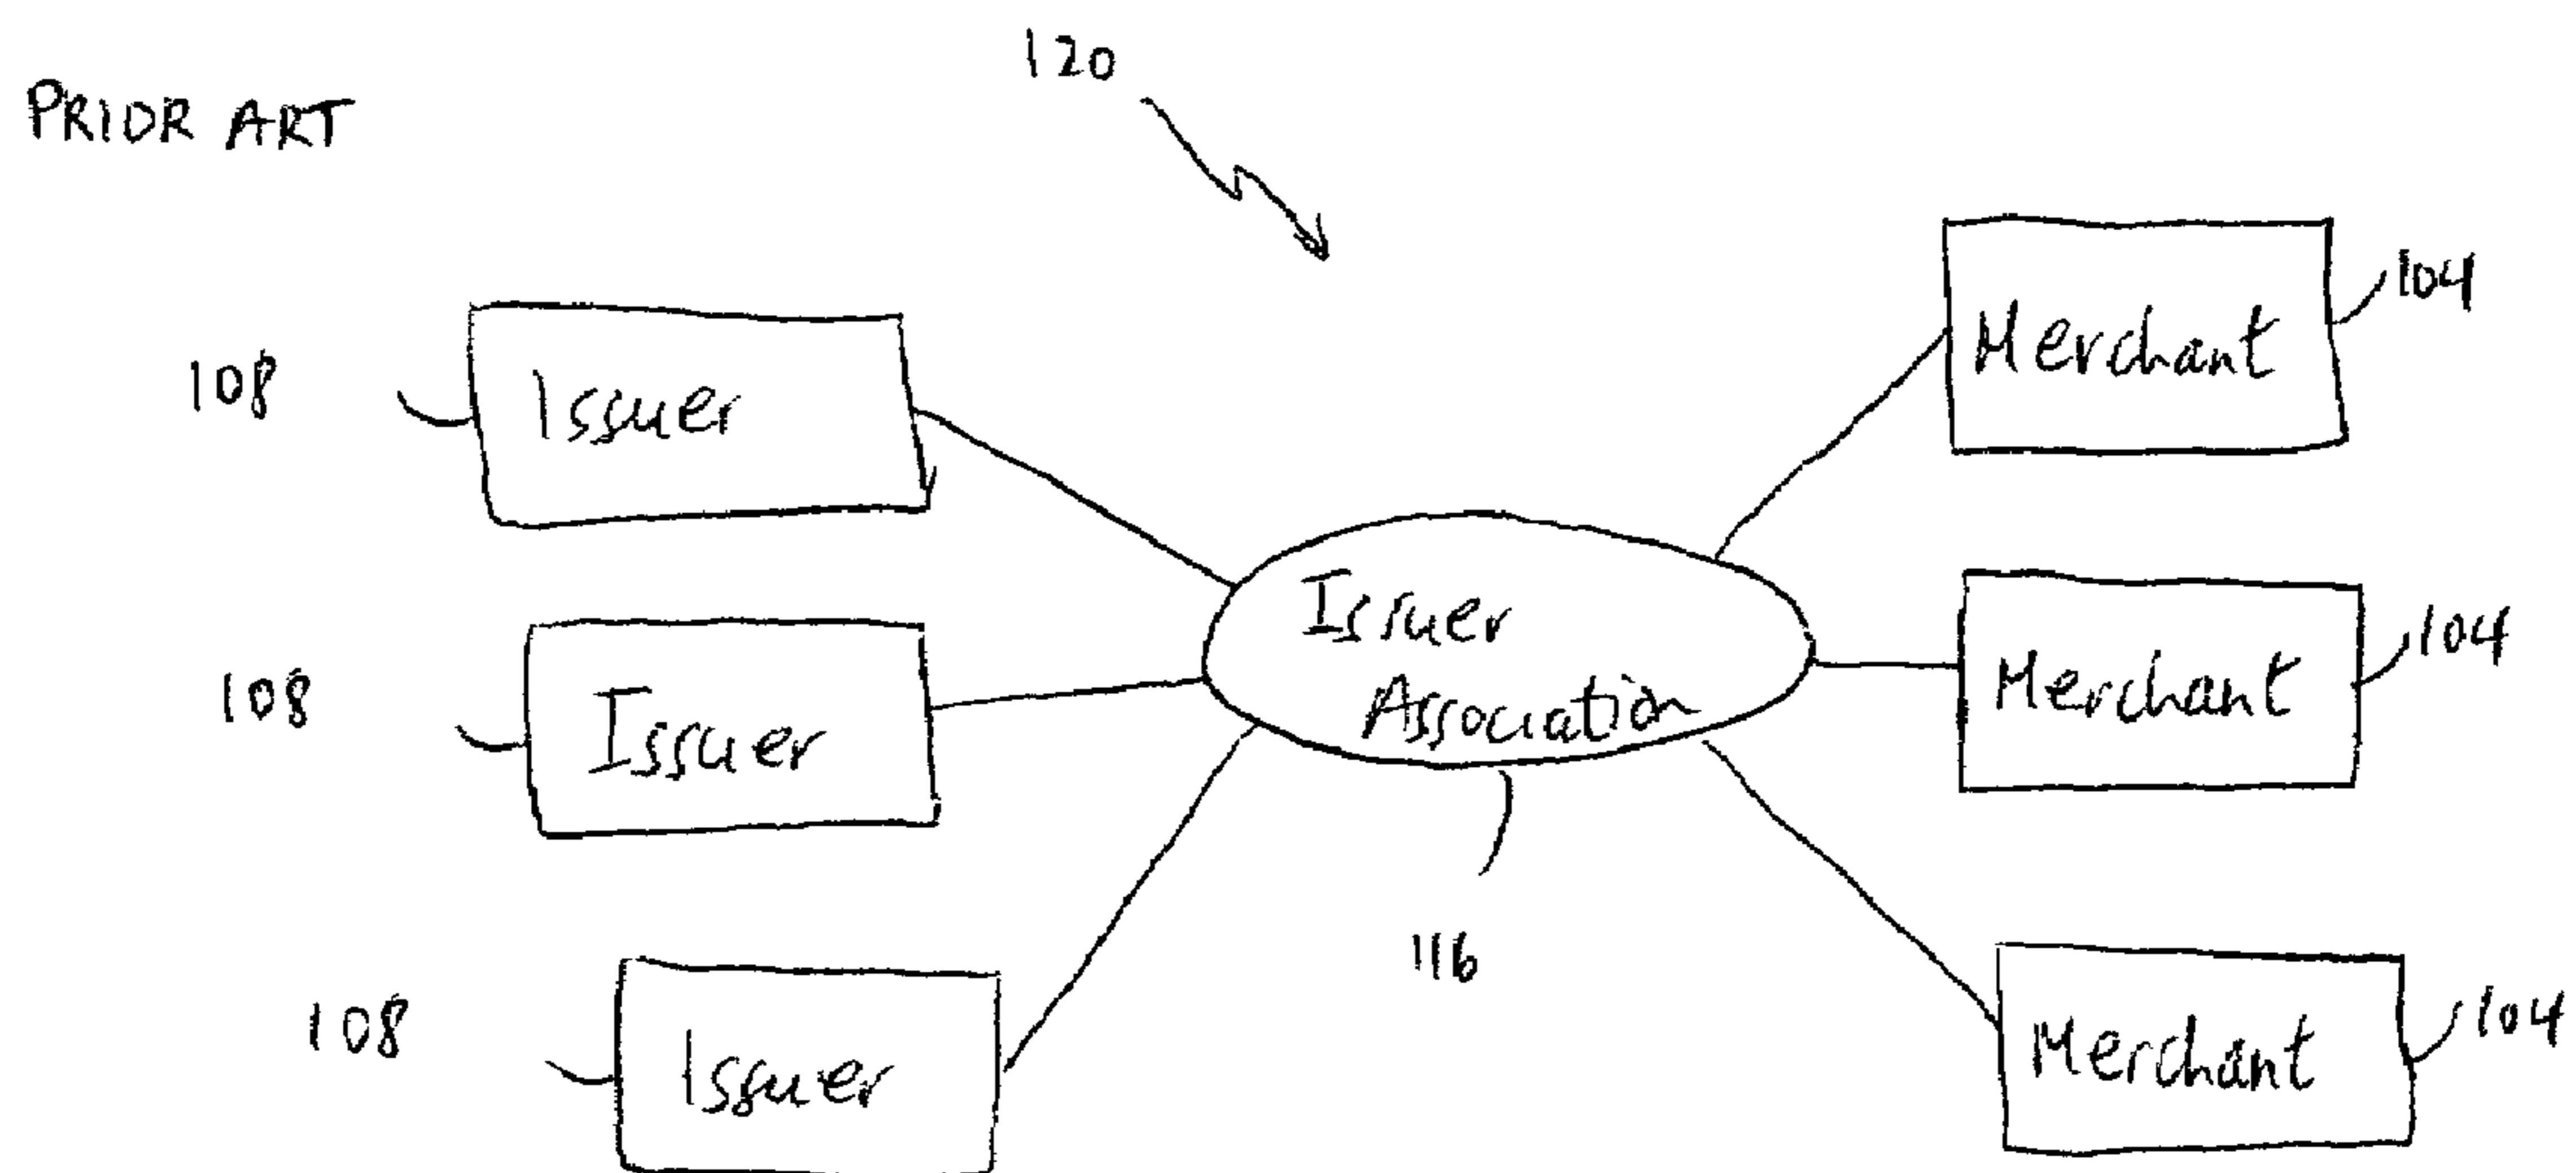 120
PRIOR ART
104
Merchant
108
Issuer
Issuer
Association
104
Merchant
108
Issuer
116
104
Merchant
108
Issuer